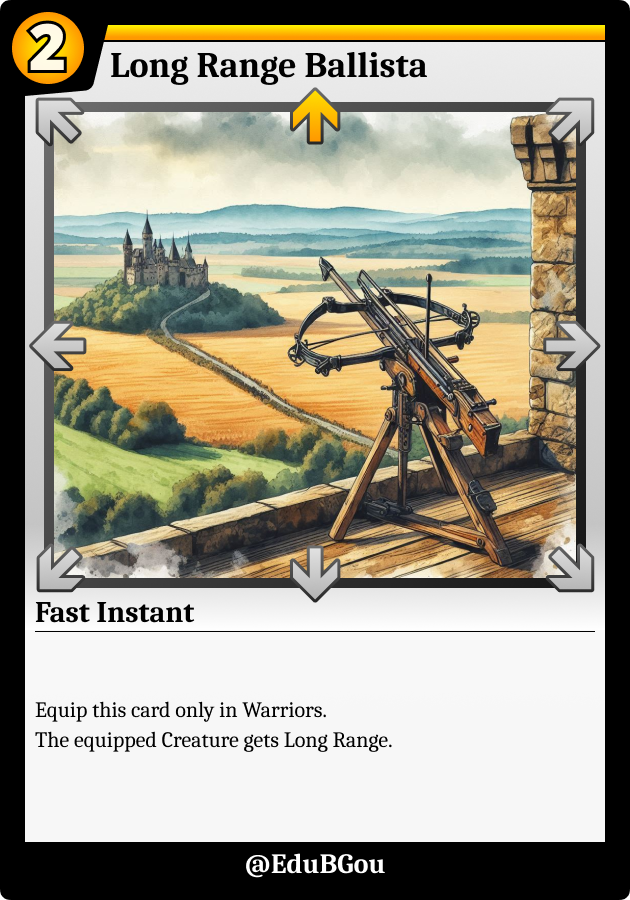 2
Long Range Ballista
Fast Instant
Equip this card only in Warriors.
The equipped Creature gets Long Range.
@EduBGou